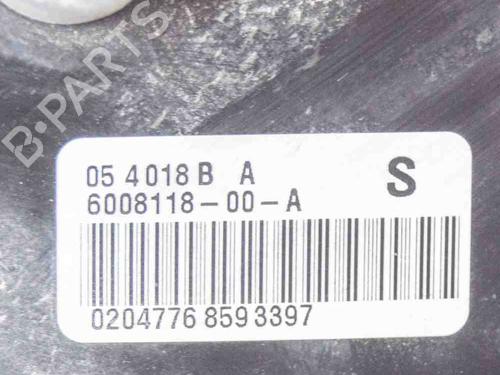 B-PARTS
05 4018 B A S
6008118-00-A
0204776 859 3397